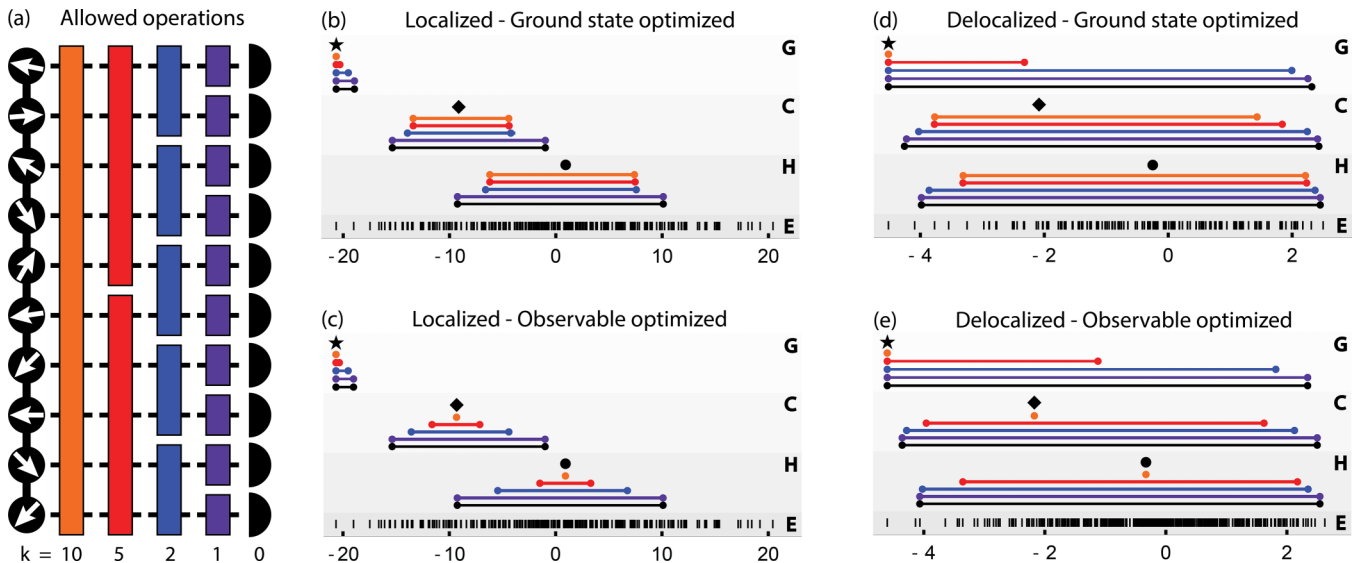 (a) Allowed operations
k = 10 5 2 1 0
(b) Localized - Ground state optimized
G
C
H
E
- 20 - 10 0 10 20
(c) Localized - Observable optimized
G
C
H
E
- 20 - 10 0 10 20
(d) Delocalized - Ground state optimized
G
C
H
E
- 4 - 2 0 2
(e) Delocalized - Observable optimized
G
C
H
E
- 4 - 2 0 2